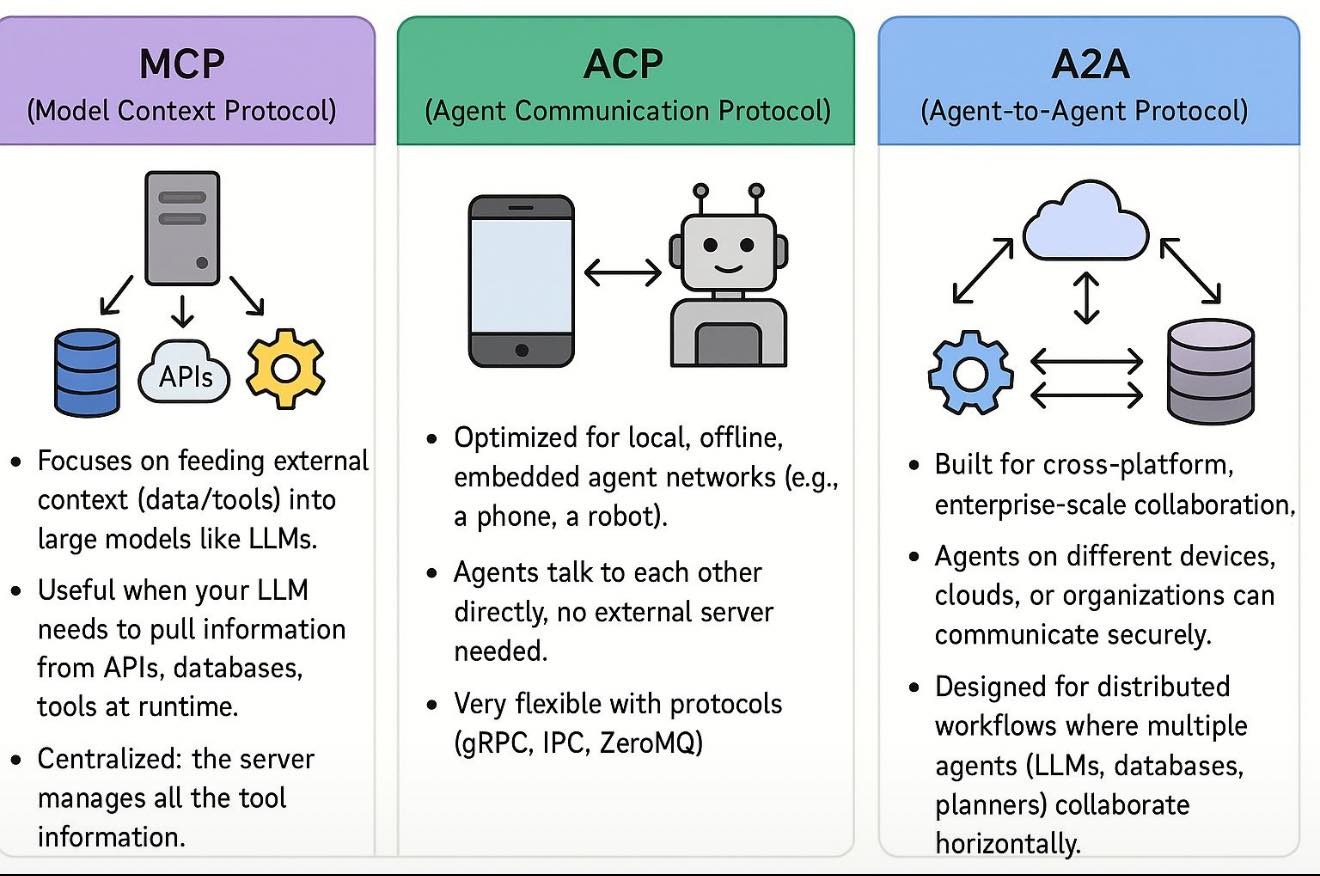 MCP
(Model Context Protocol)
APIs
• Focuses on feeding external
context (data/tools) into
large models like LLMs.
• Useful when your LLM
needs to pull information
from APIs, databases,
tools at runtime.
• Centralized: the server
manages all the tool
information.
ACP
(Agent Communication Protocol)
• Optimized for local, offline,
embedded agent networks (e.g.,
a phone, a robot).
• Agents talk to each other
directly, no external server
needed.
• Very flexible with protocols
(gRPC, IPC, ZeroMQ)
A2A
(Agent-to-Agent Protocol)
• Built for cross-platform,
enterprise-scale collaboration,
• Agents on different devices,
clouds, or organizations can
communicate securely.
• Designed for distributed
workflows where multiple
agents (LLMs, databases,
planners) collaborate
horizontally.